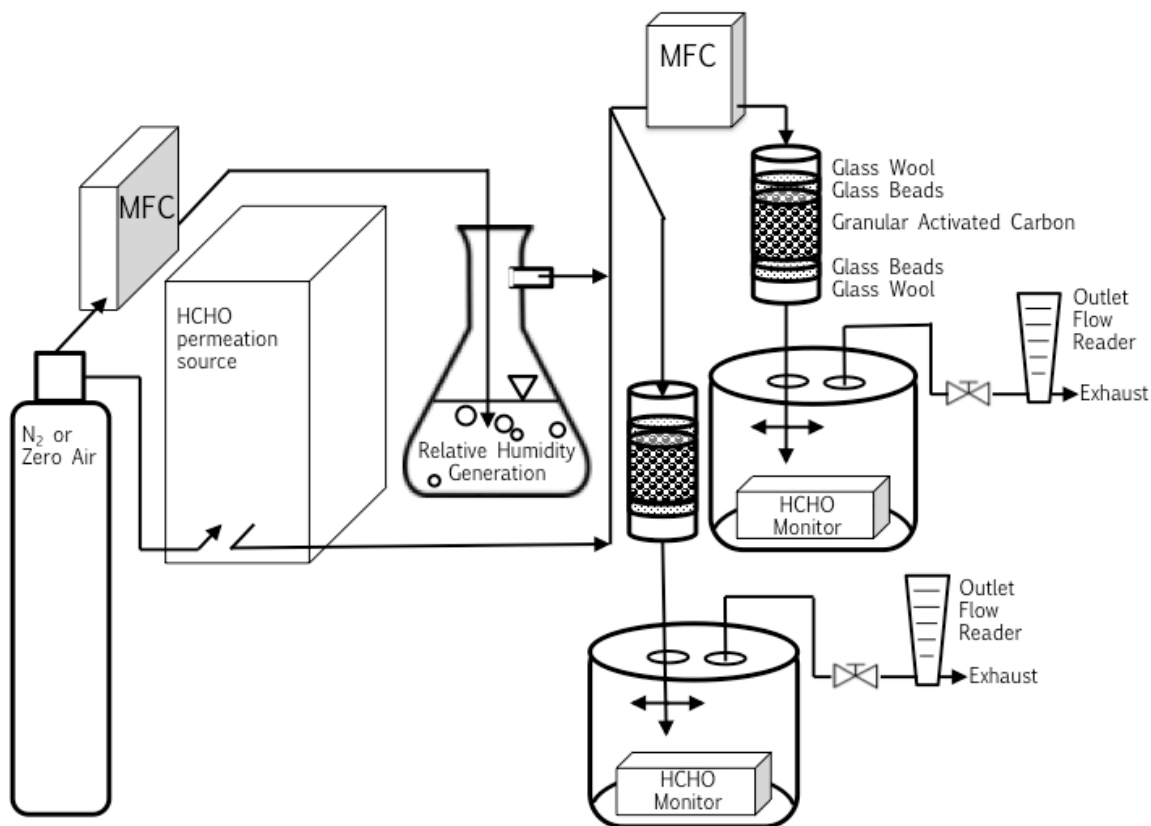 MFC
MFC
Glass Wool
Glass Beads
Granular Activated Carbon
Glass Beads
Glass Wool
HCHO
permeation
source
Outlet
Flow
Reader
Exhaust
N₂ or
Zero Air
Relative Humidity
Generation
HCHO
Monitor
Outlet
Flow
Reader
Exhaust
HCHO
Monitor